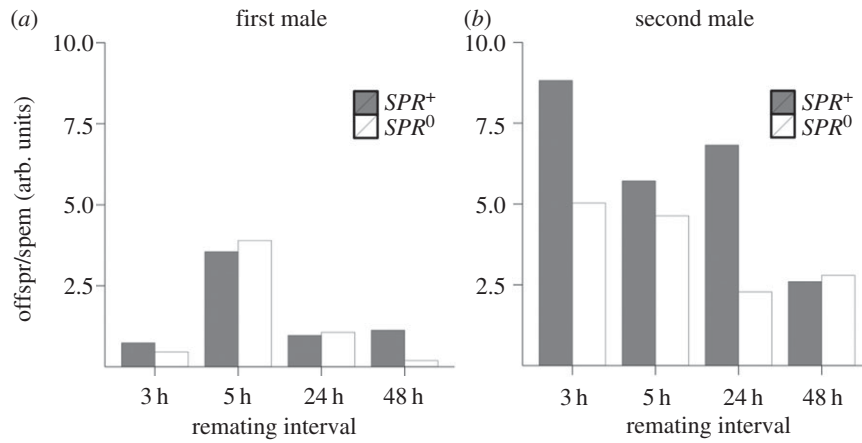 (a) first male
10.0
7.5
5.0
2.5
offspr/spem (arb. units)
SPR+
SPR0
3 h 5 h 24 h 48 h
remating interval
(b) second male
10.0
7.5
5.0
2.5
SPR+
SPR0
3 h 5 h 24 h 48 h
remating interval